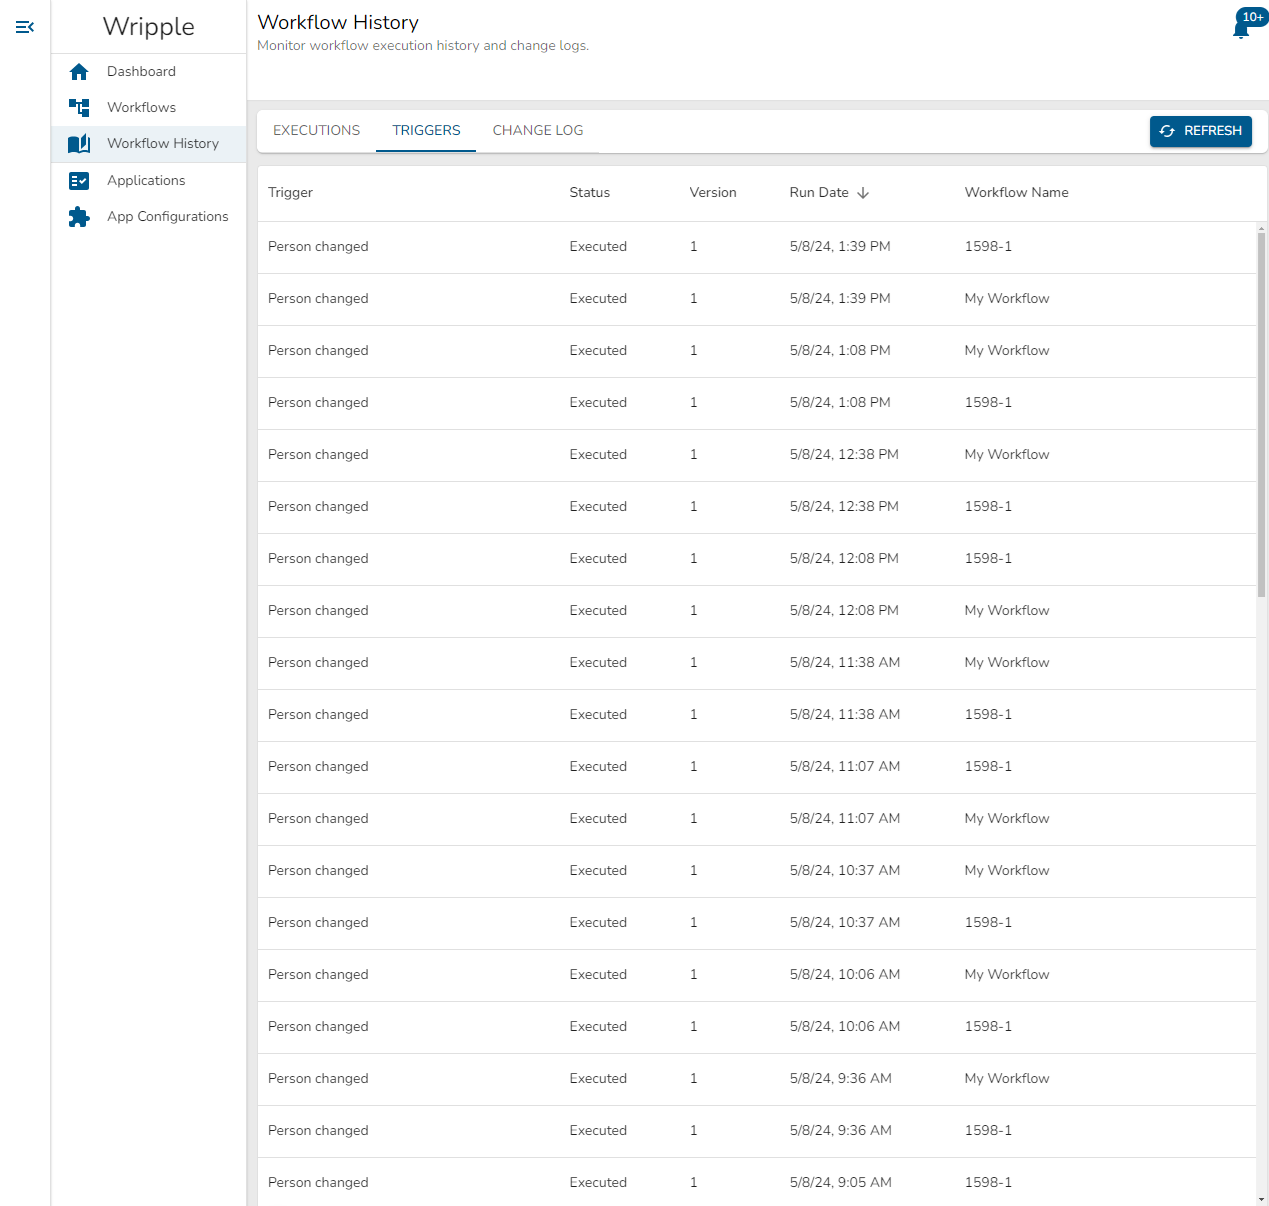 Wripple
Dashboard
Workflows
Workflow History
Applications
App Configurations
Workflow History
Monitor workflow execution history and change logs.
10+
EXECUTIONS TRIGGERS CHANGE LOG REFRESH
Trigger Status Version Run Date Workflow Name
Person changed Executed 1 5/8/24, 1:39 PM 1598-1
Person changed Executed 1 5/8/24, 1:39 PM My Workflow
Person changed Executed 1 5/8/24, 1:08 PM My Workflow
Person changed Executed 1 5/8/24, 1:08 PM 1598-1
Person changed Executed 1 5/8/24, 12:38 PM My Workflow
Person changed Executed 1 5/8/24, 12:38 PM 1598-1
Person changed Executed 1 5/8/24, 12:08 PM 1598-1
Person changed Executed 1 5/8/24, 12:08 PM My Workflow
Person changed Executed 1 5/8/24, 11:38 AM My Workflow
Person changed Executed 1 5/8/24, 11:38 AM 1598-1
Person changed Executed 1 5/8/24, 11:07 AM 1598-1
Person changed Executed 1 5/8/24, 11:07 AM My Workflow
Person changed Executed 1 5/8/24, 10:37 AM My Workflow
Person changed Executed 1 5/8/24, 10:37 AM 1598-1
Person changed Executed 1 5/8/24, 10:06 AM My Workflow
Person changed Executed 1 5/8/24, 10:06 AM 1598-1
Person changed Executed 1 5/8/24, 9:36 AM My Workflow
Person changed Executed 1 5/8/24, 9:36 AM 1598-1
Person changed Executed 1 5/8/24, 9:05 AM 1598-1